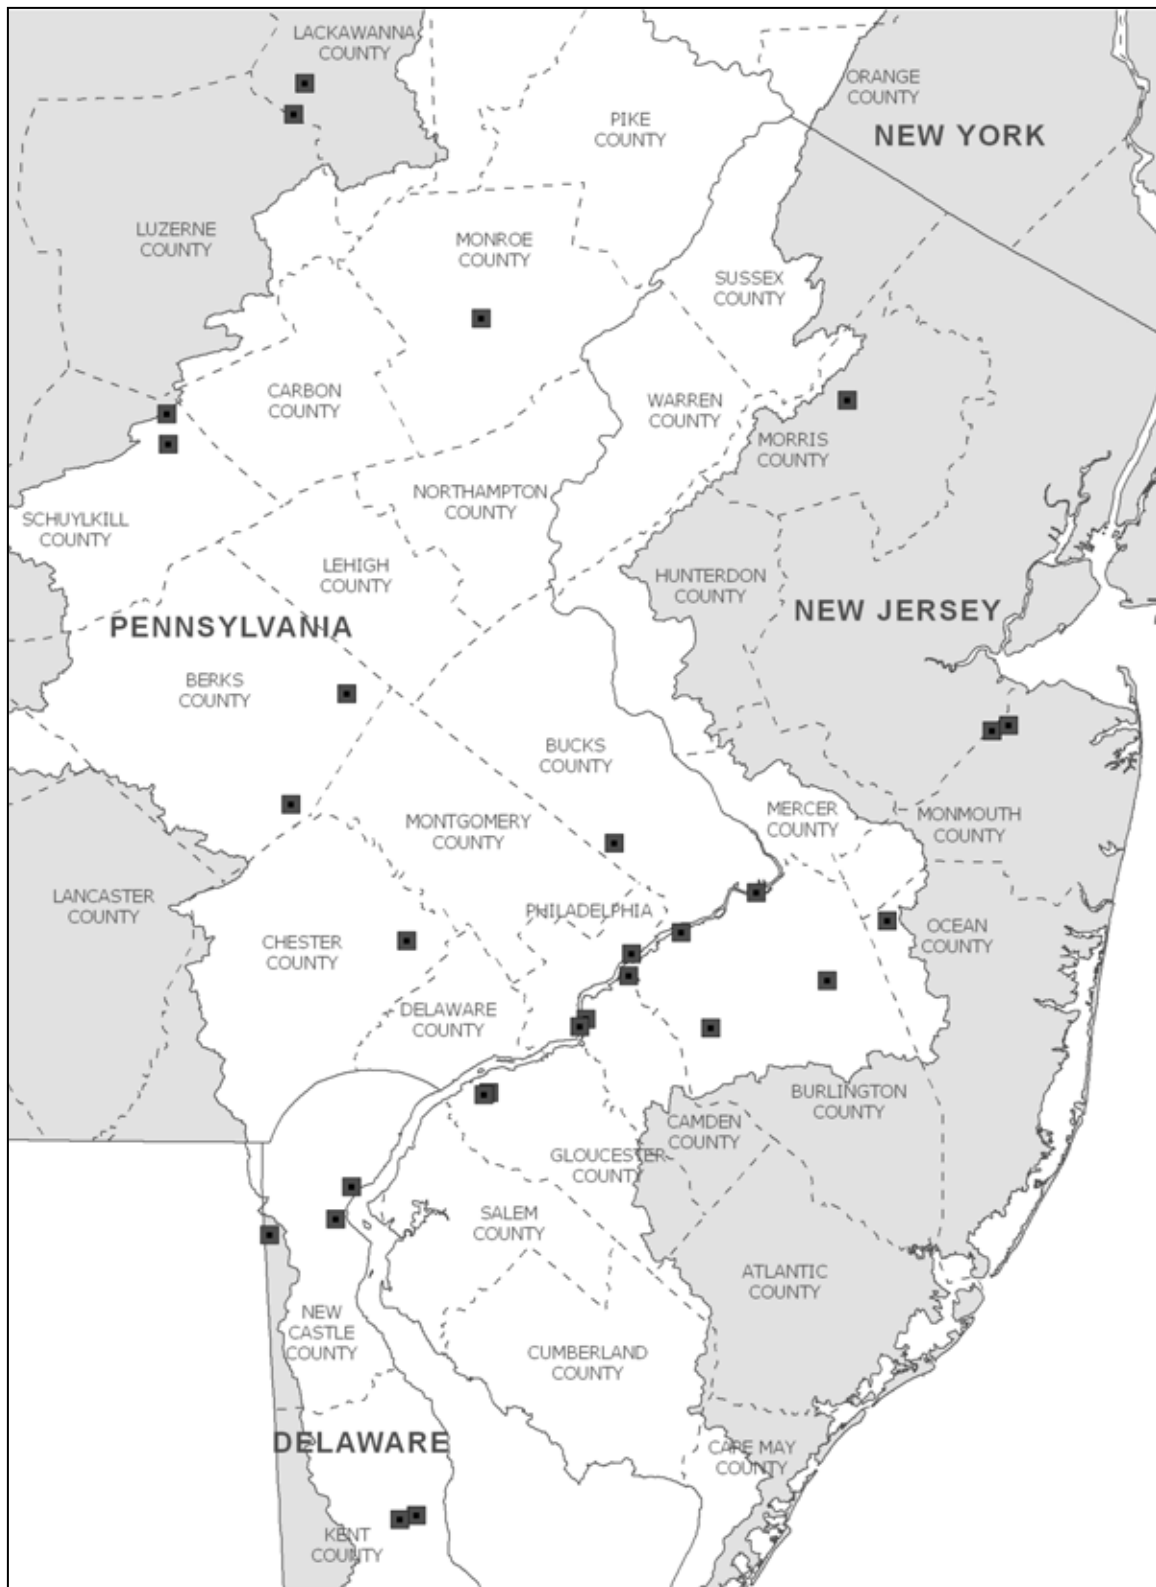 LACKAWANNA
COUNTY
ORANGE
COUNTY
PIKE
COUNTY
NEW YORK
LUZERNE
COUNTY
MONROE
COUNTY
SUSSEX
COUNTY
CARBON
COUNTY
WARREN
COUNTY
MORRIS
COUNTY
NORTHAMPTON
COUNTY
SCHUYLKILL
COUNTY
LEHIGH
COUNTY
HUNTERDON
COUNTY
NEW JERSEY
PENNSYLVANIA
BERKS
COUNTY
BUCKS
COUNTY
MERCER
COUNTY
MONTGOMERY
COUNTY
MONMOUTH
COUNTY
LANCASTER
COUNTY
PHILADELPHIA
CHESTER
COUNTY
OCEAN
COUNTY
DELAWARE
COUNTY
BURLINGTON
COUNTY
CAMDEN
COUNTY
GLOUCESTER
COUNTY
SALEM
COUNTY
ATLANTIC
COUNTY
NEW
CASTLE
COUNTY
CUMBERLAND
COUNTY
DELAWARE
CAPE MAY
COUNTY
KENT
COUNTY